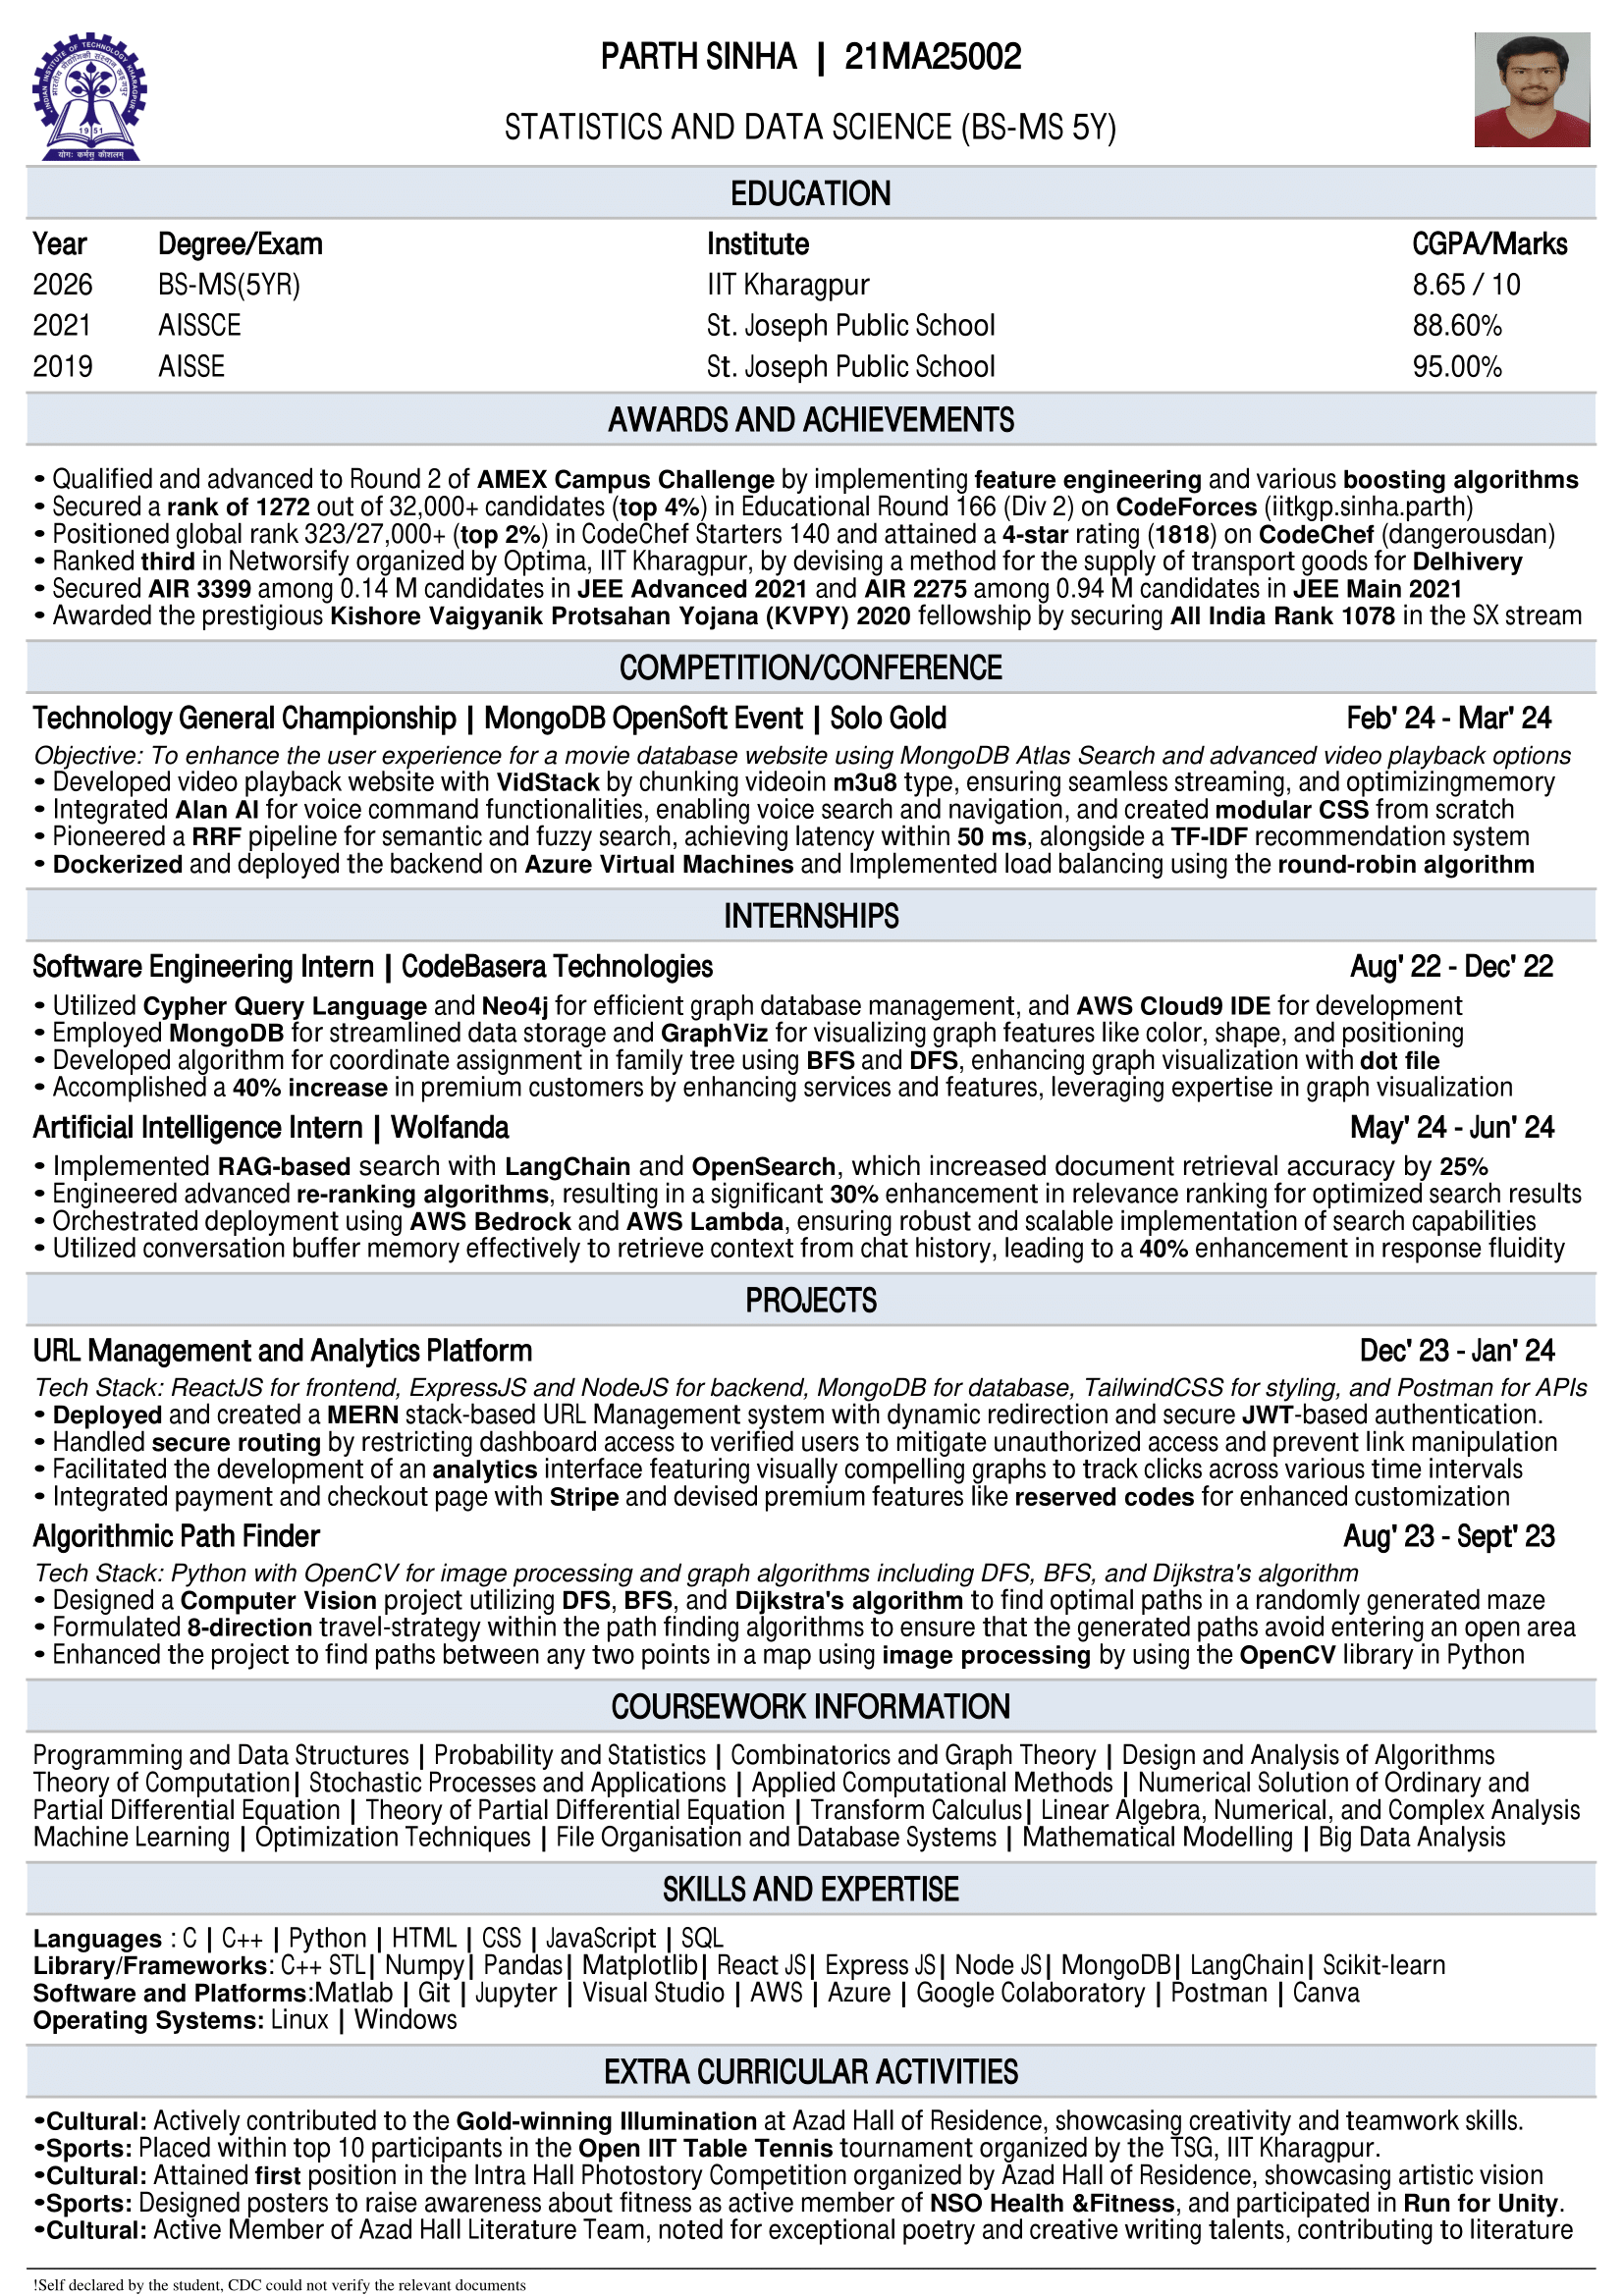 INDIAN INSTITUTE OF TECHNOLOGY KHARAGPUR
1951
योगः कर्मसु कौशलम्
PARTH SINHA | 21MA25002
STATISTICS AND DATA SCIENCE (BS-MS 5Y)
EDUCATION
Year Degree/Exam Institute CGPA/Marks
2026 BS-MS(5YR) IIT Kharagpur 8.65 / 10
2021 AISSCE St. Joseph Public School 88.60%
2019 AISSE St. Joseph Public School 95.00%
AWARDS AND ACHIEVEMENTS
• Qualified and advanced to Round 2 of AMEX Campus Challenge by implementing feature engineering and various boosting algorithms
• Secured a rank of 1272 out of 32,000+ candidates (top 4%) in Educational Round 166 (Div 2) on CodeForces (iitkgp.sinha.parth)
• Positioned global rank 323/27,000+ (top 2%) in CodeChef Starters 140 and attained a 4-star rating (1818) on CodeChef (dangerousdan)
• Ranked third in Networsify organized by Optima, IIT Kharagpur, by devising a method for the supply of transport goods for Delhivery
• Secured AIR 3399 among 0.14 M candidates in JEE Advanced 2021 and AIR 2275 among 0.94 M candidates in JEE Main 2021
• Awarded the prestigious Kishore Vaigyanik Protsahan Yojana (KVPY) 2020 fellowship by securing All India Rank 1078 in the SX stream
COMPETITION/CONFERENCE
Technology General Championship | MongoDB OpenSoft Event | Solo Gold Feb' 24 - Mar' 24
Objective: To enhance the user experience for a movie database website using MongoDB Atlas Search and advanced video playback options
• Developed video playback website with VidStack by chunking videoin m3u8 type, ensuring seamless streaming, and optimizingmemory
• Integrated Alan AI for voice command functionalities, enabling voice search and navigation, and created modular CSS from scratch
• Pioneered a RRF pipeline for semantic and fuzzy search, achieving latency within 50 ms, alongside a TF-IDF recommendation system
• Dockerized and deployed the backend on Azure Virtual Machines and Implemented load balancing using the round-robin algorithm
INTERNSHIPS
Software Engineering Intern | CodeBasera Technologies Aug' 22 - Dec' 22
• Utilized Cypher Query Language and Neo4j for efficient graph database management, and AWS Cloud9 IDE for development
• Employed MongoDB for streamlined data storage and GraphViz for visualizing graph features like color, shape, and positioning
• Developed algorithm for coordinate assignment in family tree using BFS and DFS, enhancing graph visualization with dot file
• Accomplished a 40% increase in premium customers by enhancing services and features, leveraging expertise in graph visualization
Artificial Intelligence Intern | Wolfanda May' 24 - Jun' 24
• Implemented RAG-based search with LangChain and OpenSearch, which increased document retrieval accuracy by 25%
• Engineered advanced re-ranking algorithms, resulting in a significant 30% enhancement in relevance ranking for optimized search results
• Orchestrated deployment using AWS Bedrock and AWS Lambda, ensuring robust and scalable implementation of search capabilities
• Utilized conversation buffer memory effectively to retrieve context from chat history, leading to a 40% enhancement in response fluidity
PROJECTS
URL Management and Analytics Platform Dec' 23 - Jan' 24
Tech Stack: ReactJS for frontend, ExpressJS and NodeJS for backend, MongoDB for database, TailwindCSS for styling, and Postman for APIs
• Deployed and created a MERN stack-based URL Management system with dynamic redirection and secure JWT-based authentication.
• Handled secure routing by restricting dashboard access to verified users to mitigate unauthorized access and prevent link manipulation
• Facilitated the development of an analytics interface featuring visually compelling graphs to track clicks across various time intervals
• Integrated payment and checkout page with Stripe and devised premium features like reserved codes for enhanced customization
Algorithmic Path Finder Aug' 23 - Sept' 23
Tech Stack: Python with OpenCV for image processing and graph algorithms including DFS, BFS, and Dijkstra's algorithm
• Designed a Computer Vision project utilizing DFS, BFS, and Dijkstra's algorithm to find optimal paths in a randomly generated maze
• Formulated 8-direction travel-strategy within the path finding algorithms to ensure that the generated paths avoid entering an open area
• Enhanced the project to find paths between any two points in a map using image processing by using the OpenCV library in Python
COURSEWORK INFORMATION
Programming and Data Structures | Probability and Statistics | Combinatorics and Graph Theory | Design and Analysis of Algorithms
Theory of Computation| Stochastic Processes and Applications | Applied Computational Methods | Numerical Solution of Ordinary and
Partial Differential Equation | Theory of Partial Differential Equation | Transform Calculus| Linear Algebra, Numerical, and Complex Analysis
Machine Learning | Optimization Techniques | File Organisation and Database Systems | Mathematical Modelling | Big Data Analysis
SKILLS AND EXPERTISE
Languages : C | C++ | Python | HTML | CSS | JavaScript | SQL
Library/Frameworks: C++ STL| Numpy| Pandas| Matplotlib| React JS| Express JS| Node JS| MongoDB| LangChain| Scikit-learn
Software and Platforms:Matlab | Git | Jupyter | Visual Studio | AWS | Azure | Google Colaboratory | Postman | Canva
Operating Systems: Linux | Windows
EXTRA CURRICULAR ACTIVITIES
•Cultural: Actively contributed to the Gold-winning Illumination at Azad Hall of Residence, showcasing creativity and teamwork skills.
•Sports: Placed within top 10 participants in the Open IIT Table Tennis tournament organized by the TSG, IIT Kharagpur.
•Cultural: Attained first position in the Intra Hall Photostory Competition organized by Azad Hall of Residence, showcasing artistic vision
•Sports: Designed posters to raise awareness about fitness as active member of NSO Health &Fitness, and participated in Run for Unity.
•Cultural: Active Member of Azad Hall Literature Team, noted for exceptional poetry and creative writing talents, contributing to literature
!Self declared by the student, CDC could not verify the relevant documents